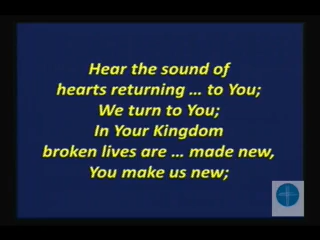 Hear the sound of
hearts returning ... to You;
We turn to You;
In Your Kingdom
broken lives are ... made new,
You make us new;